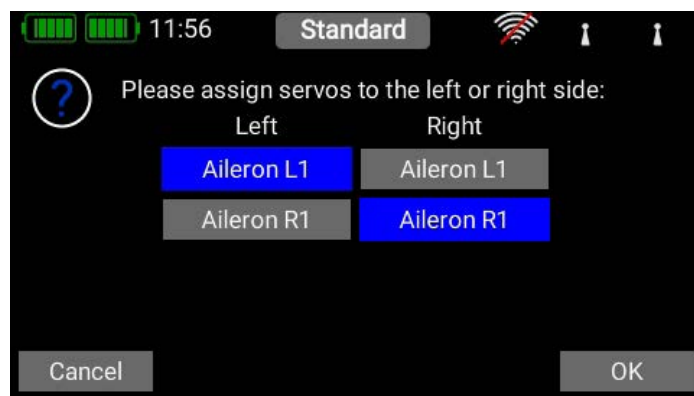 11:56 Standard
? Please assign servos to the left or right side:
Left Right
Aileron L1 Aileron L1
Aileron R1 Aileron R1
Cancel OK